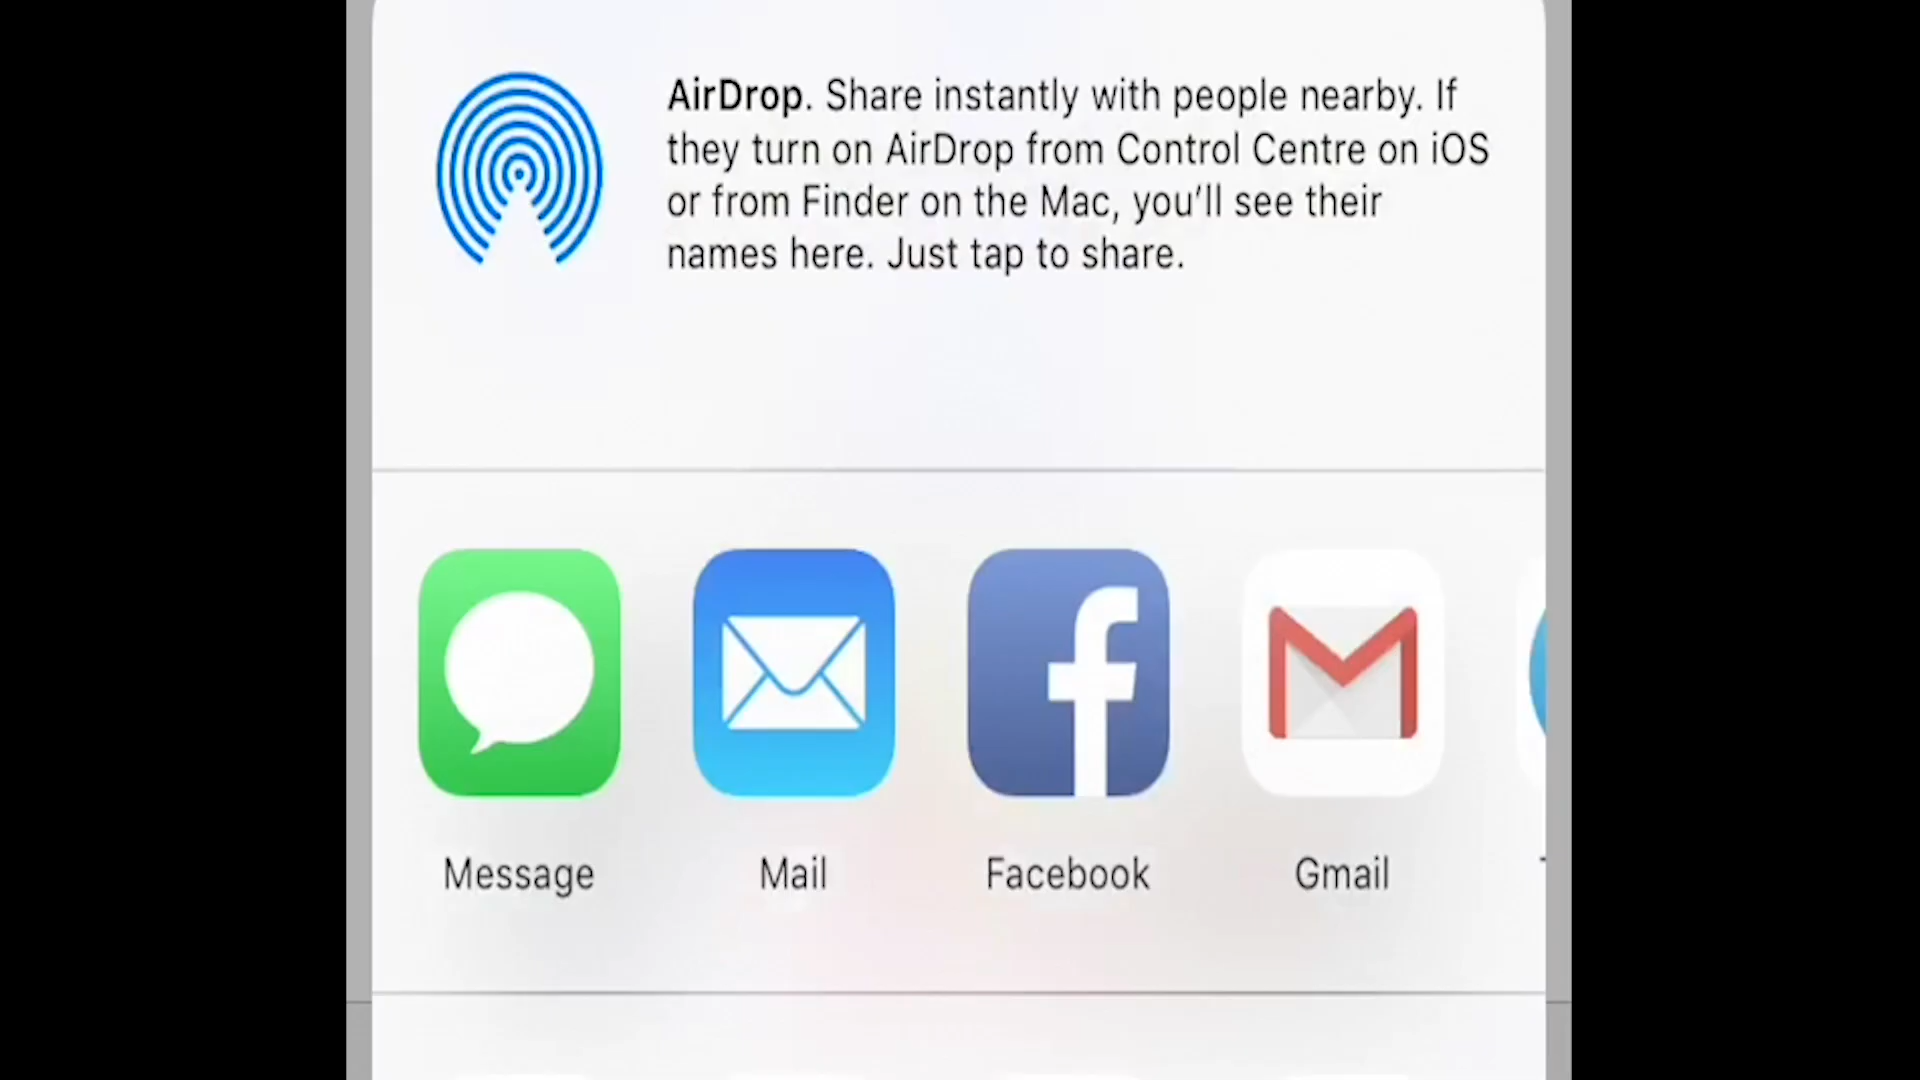 AirDrop. Share instantly with people nearby. If
they turn on AirDrop from Control Centre on iOS
or from Finder on the Mac, you’ll see their
names here. Just tap to share.
Message Mail Facebook Gmail